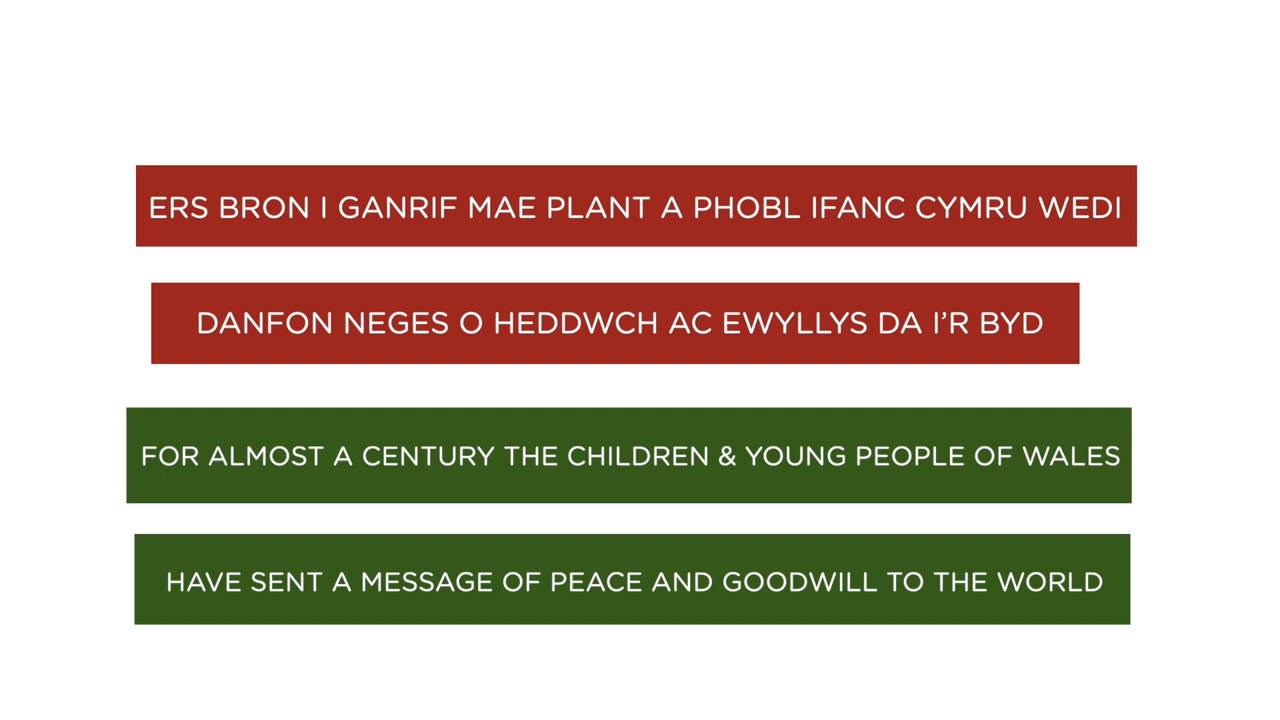 ERS BRON I GANRIF MAE PLANT A PHOBL IFANC CYMRU WEDI
DANFON NEGES O HEDDWCH AC EWYLLYS DA I’R BYD
FOR ALMOST A CENTURY THE CHILDREN & YOUNG PEOPLE OF WALES
HAVE SENT A MESSAGE OF PEACE AND GOODWILL TO THE WORLD